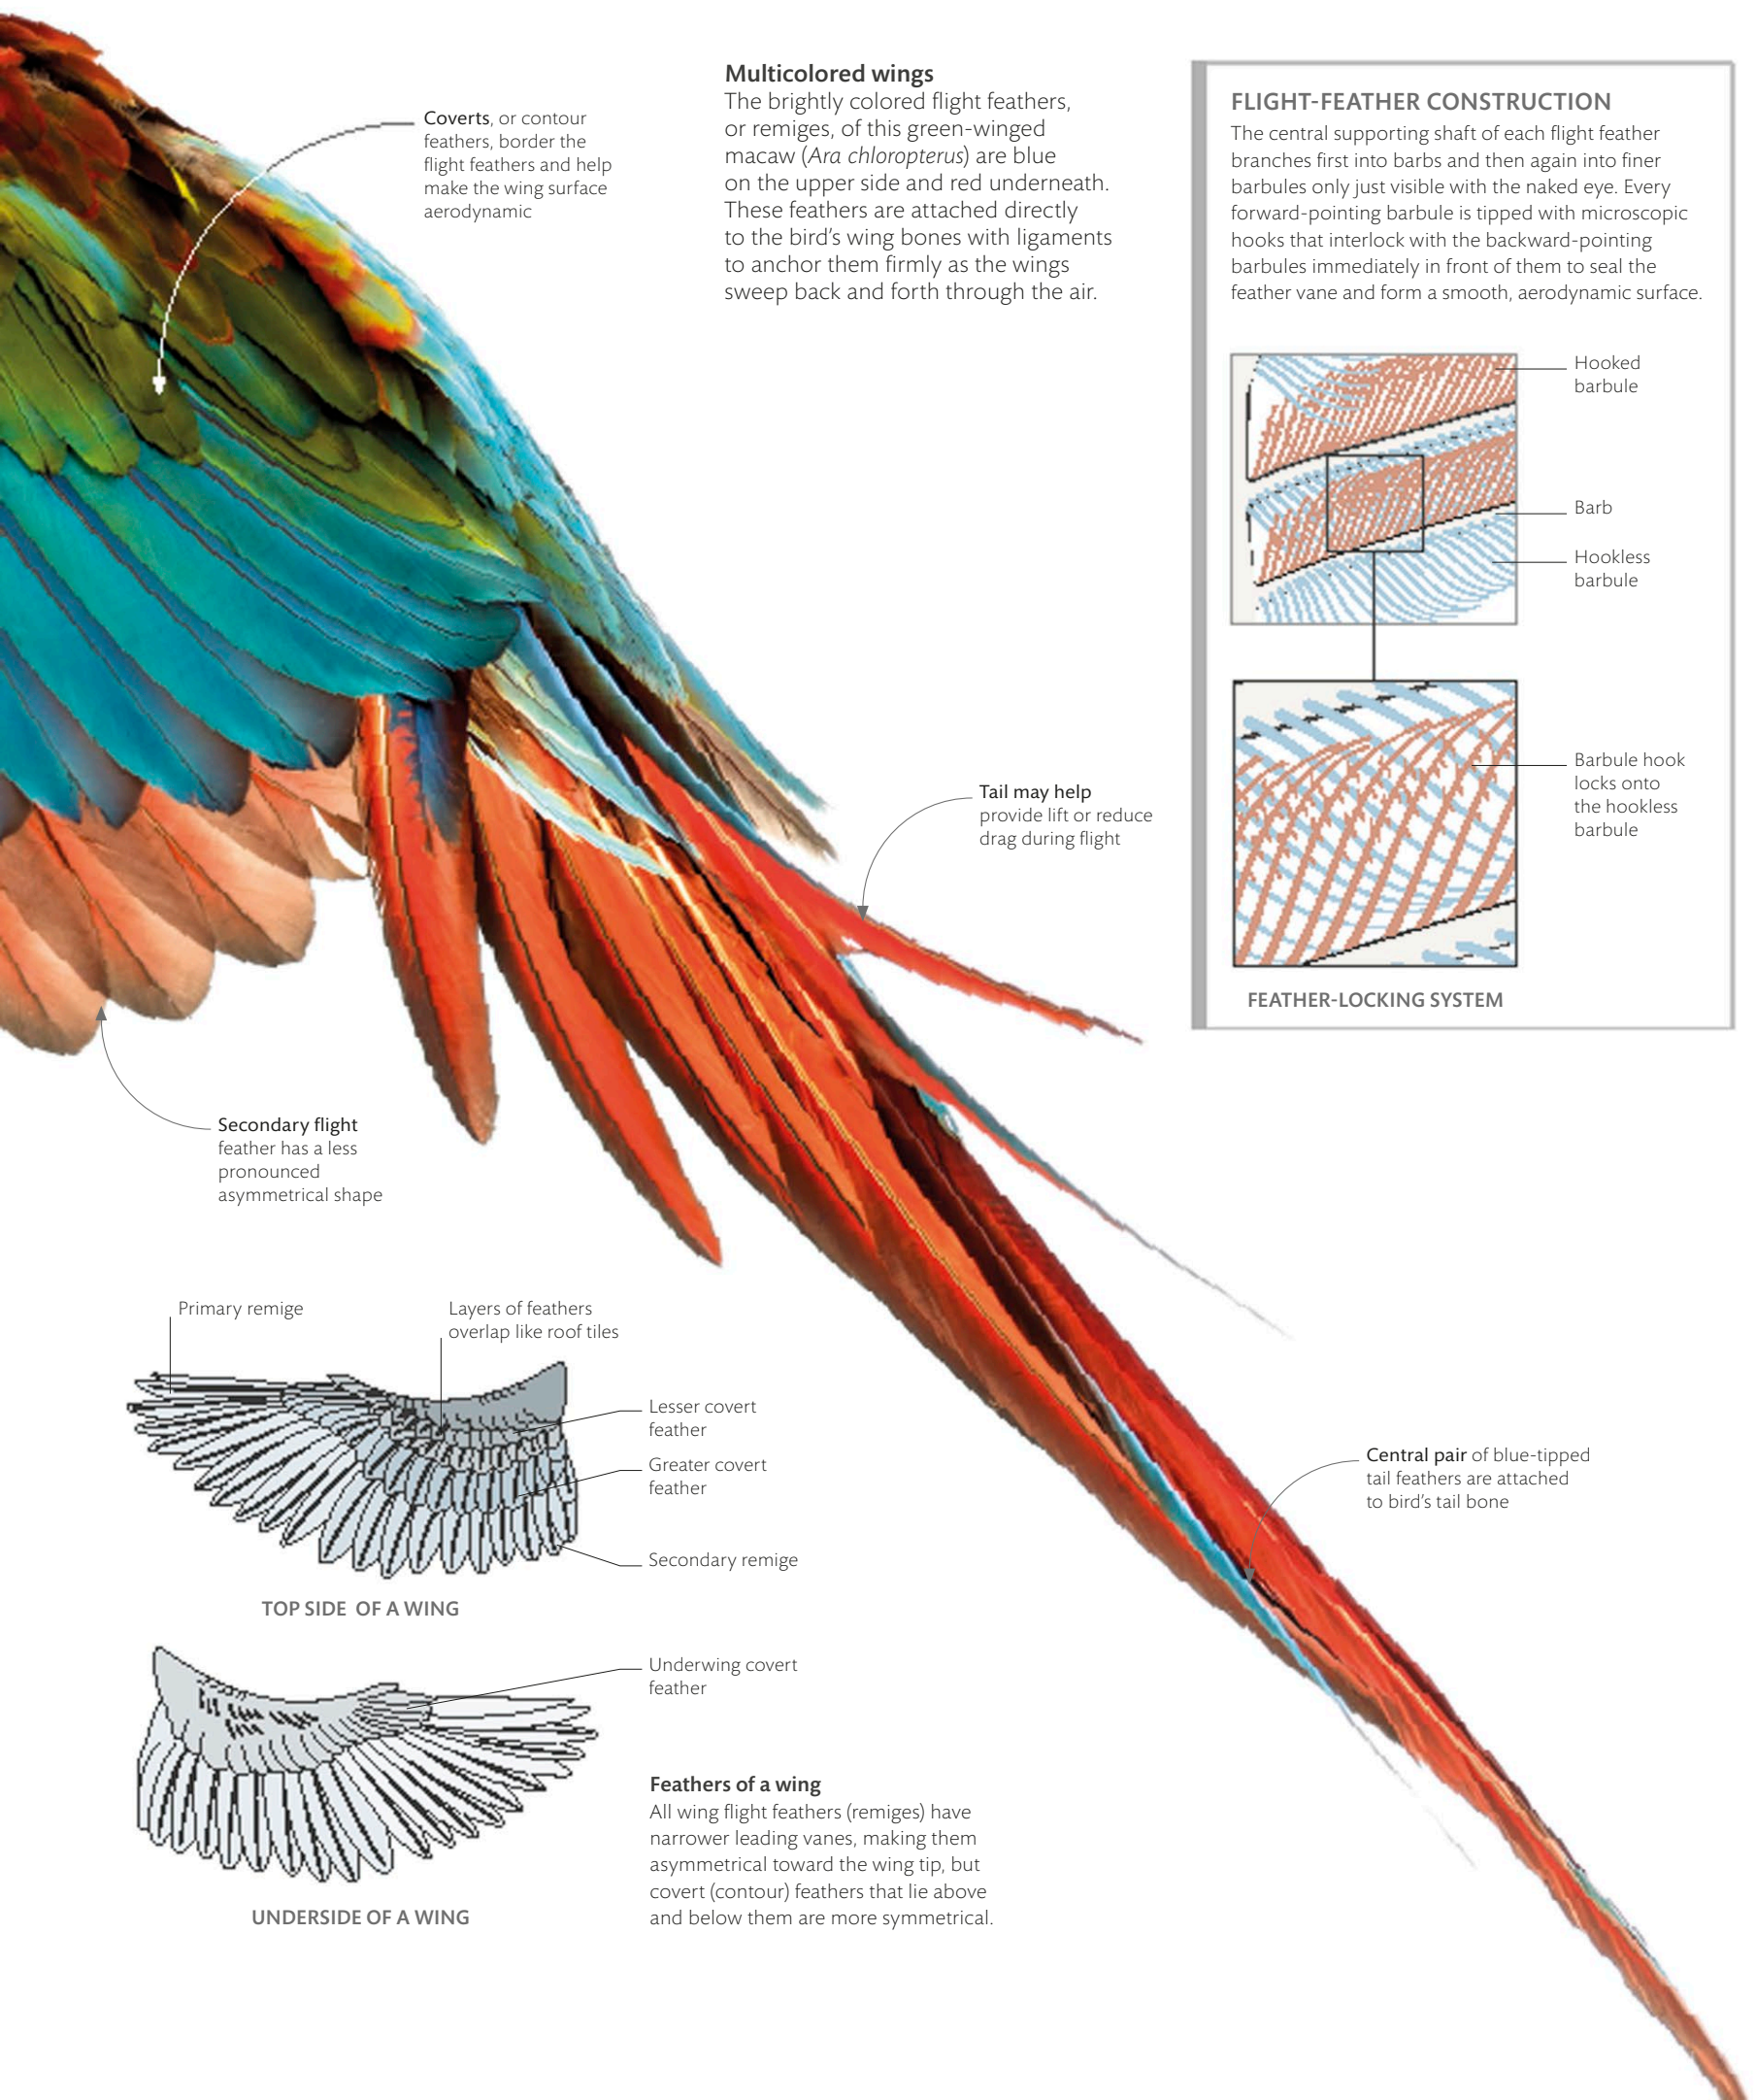 Multicolored wings
The brightly colored flight feathers,
or remiges, of this green-winged
macaw (Ara chloropterus) are blue
on the upper side and red underneath.
These feathers are attached directly
to the bird’s wing bones with ligaments
to anchor them firmly as the wings
sweep back and forth through the air.
Coverts, or contour
feathers, border the
flight feathers and help
make the wing surface
aerodynamic
FLIGHT-FEATHER CONSTRUCTION
The central supporting shaft of each flight feather
branches first into barbs and then again into finer
barbules only just visible with the naked eye. Every
forward-pointing barbule is tipped with microscopic
hooks that interlock with the backward-pointing
barbules immediately in front of them to seal the
feather vane and form a smooth, aerodynamic surface.
Hooked
barbule
Barb
Hookless
barbule
Barbule hook
locks onto
the hookless
barbule
FEATHER-LOCKING SYSTEM
Tail may help
provide lift or reduce
drag during flight
Secondary flight
feather has a less
pronounced
asymmetrical shape
Primary remige
Layers of feathers
overlap like roof tiles
Lesser covert
feather
Greater covert
feather
Secondary remige
TOP SIDE OF A WING
Central pair of blue-tipped
tail feathers are attached
to bird’s tail bone
Underwing covert
feather
UNDERSIDE OF A WING
Feathers of a wing
All wing flight feathers (remiges) have
narrower leading vanes, making them
asymmetrical toward the wing tip, but
covert (contour) feathers that lie above
and below them are more symmetrical.